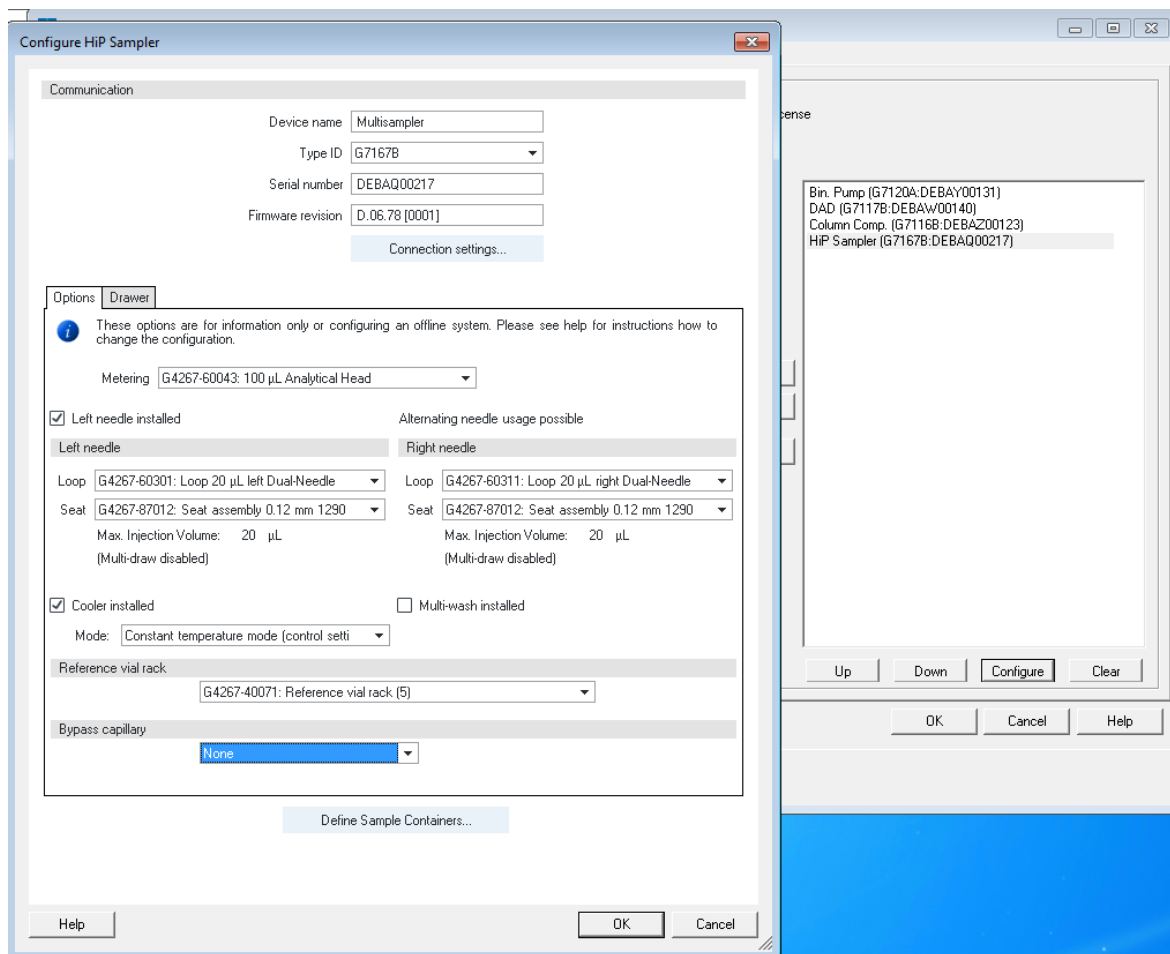 Configure HiP Sampler
Communication
Device name Multisampler
Type ID G7167B
Serial number DEBAQ00217
Firmware revision D.06.78 [0001]
Connection settings...
Options Drawer
These options are for information only or configuring an offline system. Please see help for instructions how to
change the configuration.
Metering G4267-60043: 100 µL Analytical Head
Left needle installed Alternating needle usage possible
Left needle Right needle
Loop G4267-60301: Loop 20 µL left Dual-Needle Loop G4267-60311: Loop 20 µL right Dual-Needle
Seat G4267-87012: Seat assembly 0.12 mm 1290 Seat G4267-87012: Seat assembly 0.12 mm 1290
Max. Injection Volume: 20 µL Max. Injection Volume: 20 µL
(Multi-draw disabled) (Multi-draw disabled)
Cooler installed Multi-wash installed
Mode: Constant temperature mode (control setti
Reference vial rack
G4267-40071: Reference vial rack (5)
Bypass capillary
None
Define Sample Containers...
Help OK Cancel
cense
Bin. Pump (G7120A:DEBAY00131)
DAD (G7117B:DEBAW00140)
Column Comp. (G7116B:DEBAZ00123)
HiP Sampler (G7167B:DEBAQ00217)
Up Down Configure Clear
OK Cancel Help